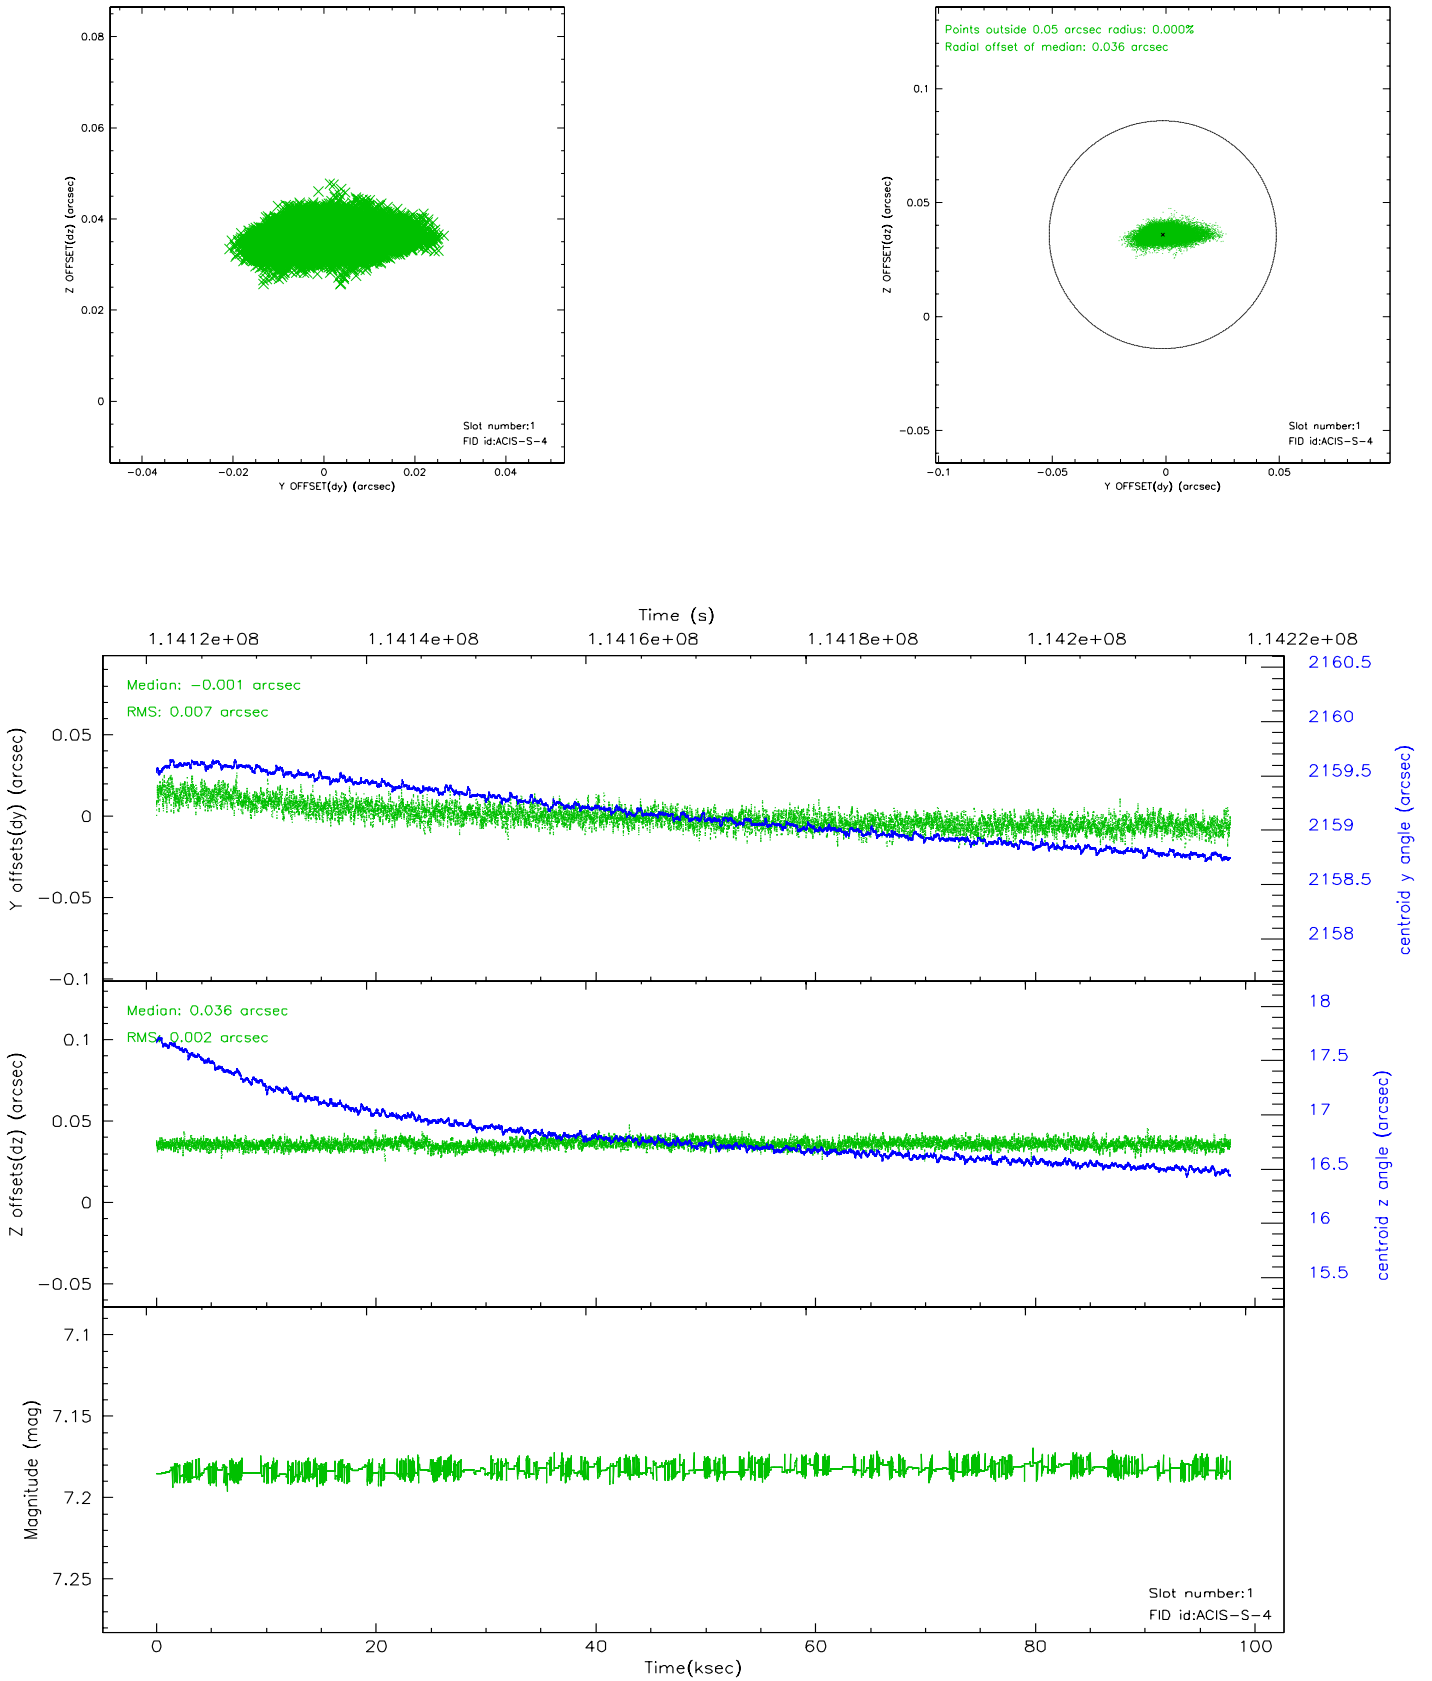 0.08
0.06
0.04
0.02
0
Z OFFSET(dz) (arcsec)
Slot number:1
FID id:ACIS-S-4
-0.04 -0.02 0 0.02 0.04
Y OFFSET(dy) (arcsec)
Points outside 0.05 arcsec radius: 0.000%
Radial offset of median: 0.036 arcsec
0.1
0.05
0
-0.05
Z OFFSET(dz) (arcsec)
Slot number:1
FID id:ACIS-S-4
-0.1 -0.05 0 0.05
Y OFFSET(dy) (arcsec)
Time (s)
1.1412e+08 1.1414e+08 1.1416e+08 1.1418e+08 1.142e+08 1.1422e+08
Median: -0.001 arcsec
RMS: 0.007 arcsec
0.05
0
-0.05
-0.1
Y offsets(dy) (arcsec)
2160.5
2160
2159.5
2159
2158.5
2158
centroid y angle (arcsec)
Median: 0.036 arcsec
RMS: 0.002 arcsec
0.1
0.05
0
-0.05
Z offsets(dz) (arcsec)
18
17.5
17
16.5
16
15.5
centroid z angle (arcsec)
7.1
7.15
7.2
7.25
Magnitude (mag)
Slot number:1
FID id:ACIS-S-4
0 20 40 60 80 100
Time(ksec)